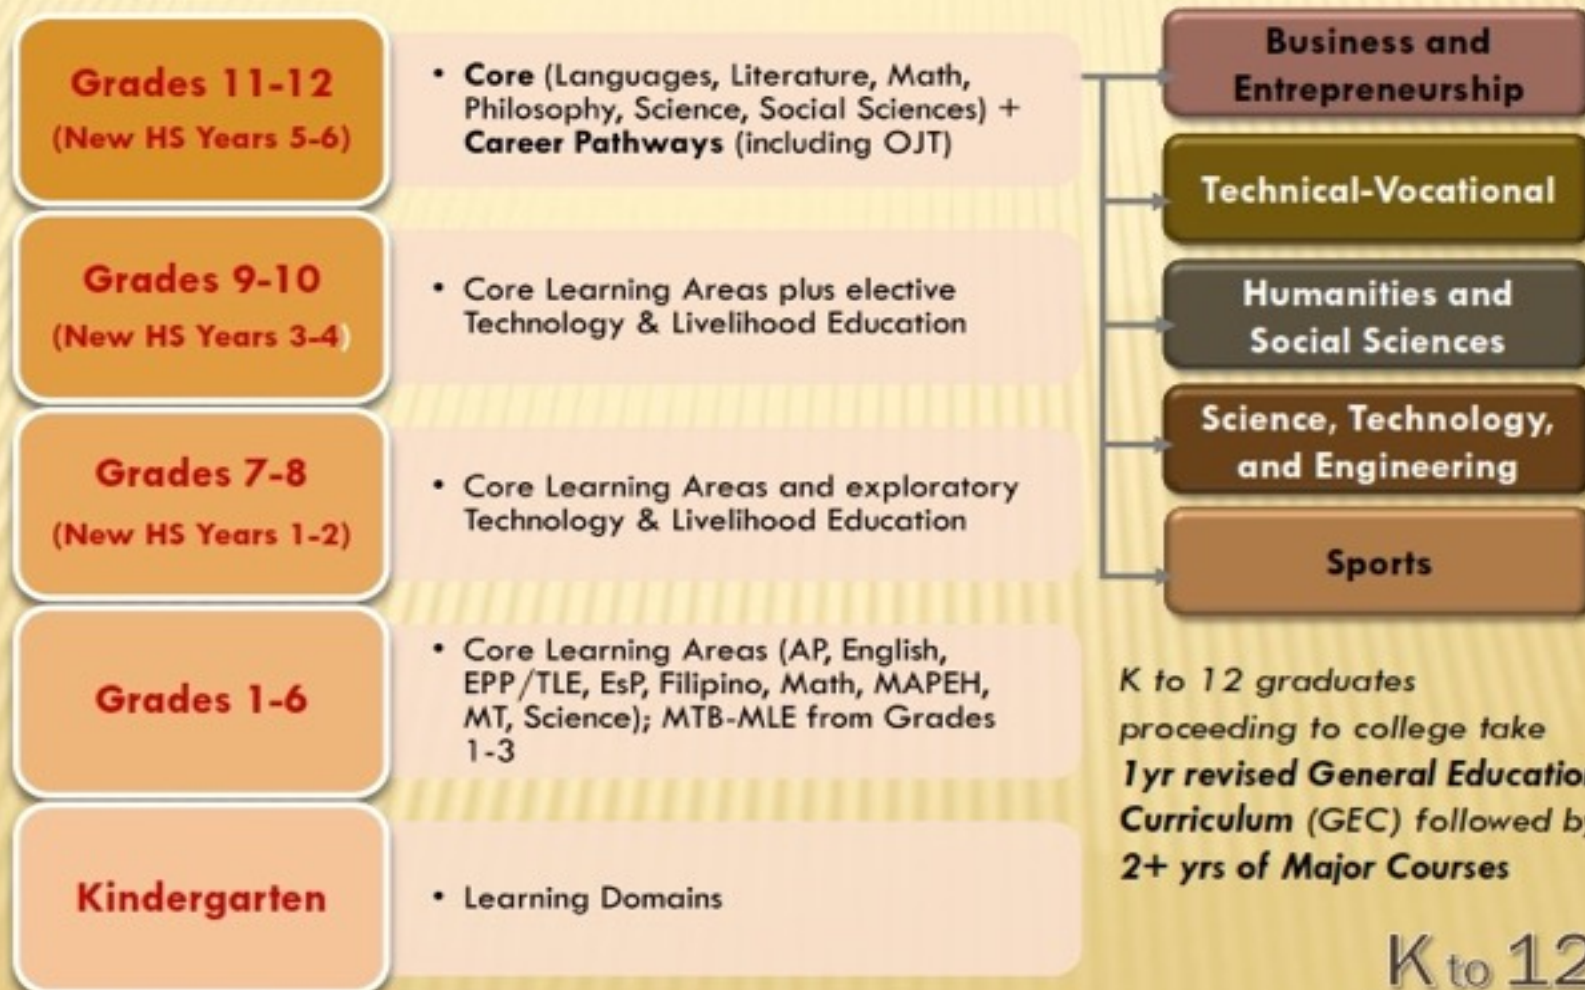 Grades 11-12
(New HS Years 5-6)
• Core (Languages, Literature, Math,
Philosophy, Science, Social Sciences) +
Career Pathways (including OJT)
Grades 9-10
(New HS Years 3-4)
• Core Learning Areas plus elective
Technology & Livelihood Education
Grades 7-8
(New HS Years 1-2)
• Core Learning Areas and exploratory
Technology & Livelihood Education
Grades 1-6
• Core Learning Areas (AP, English,
EPP/TLE, EsP, Filipino, Math, MAPEH,
MT, Science); MTB-MLE from Grades
1-3
Kindergarten
• Learning Domains
Business and
Entrepreneurship
Technical-Vocational
Humanities and
Social Sciences
Science, Technology,
and Engineering
Sports
K to 12 graduates
proceeding to college take
1yr revised General Education
Curriculum (GEC) followed by
2+ yrs of Major Courses
K to 12